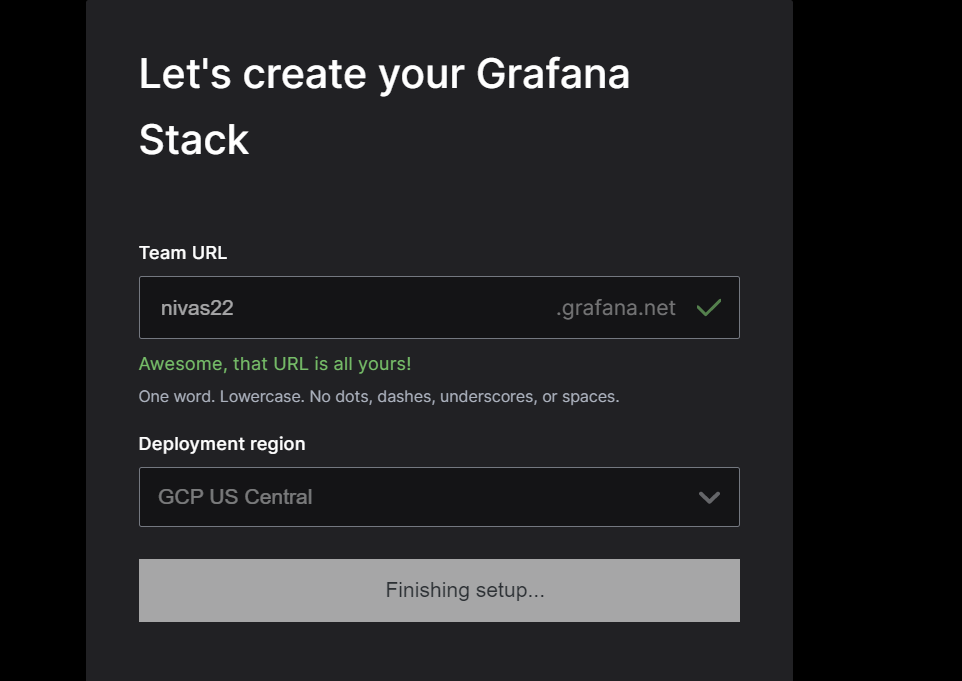 Let's create your Grafana
Stack
Team URL
nivas22 .grafana.net
Awesome, that URL is all yours!
One word. Lowercase. No dots, dashes, underscores, or spaces.
Deployment region
GCP US Central
Finishing setup...